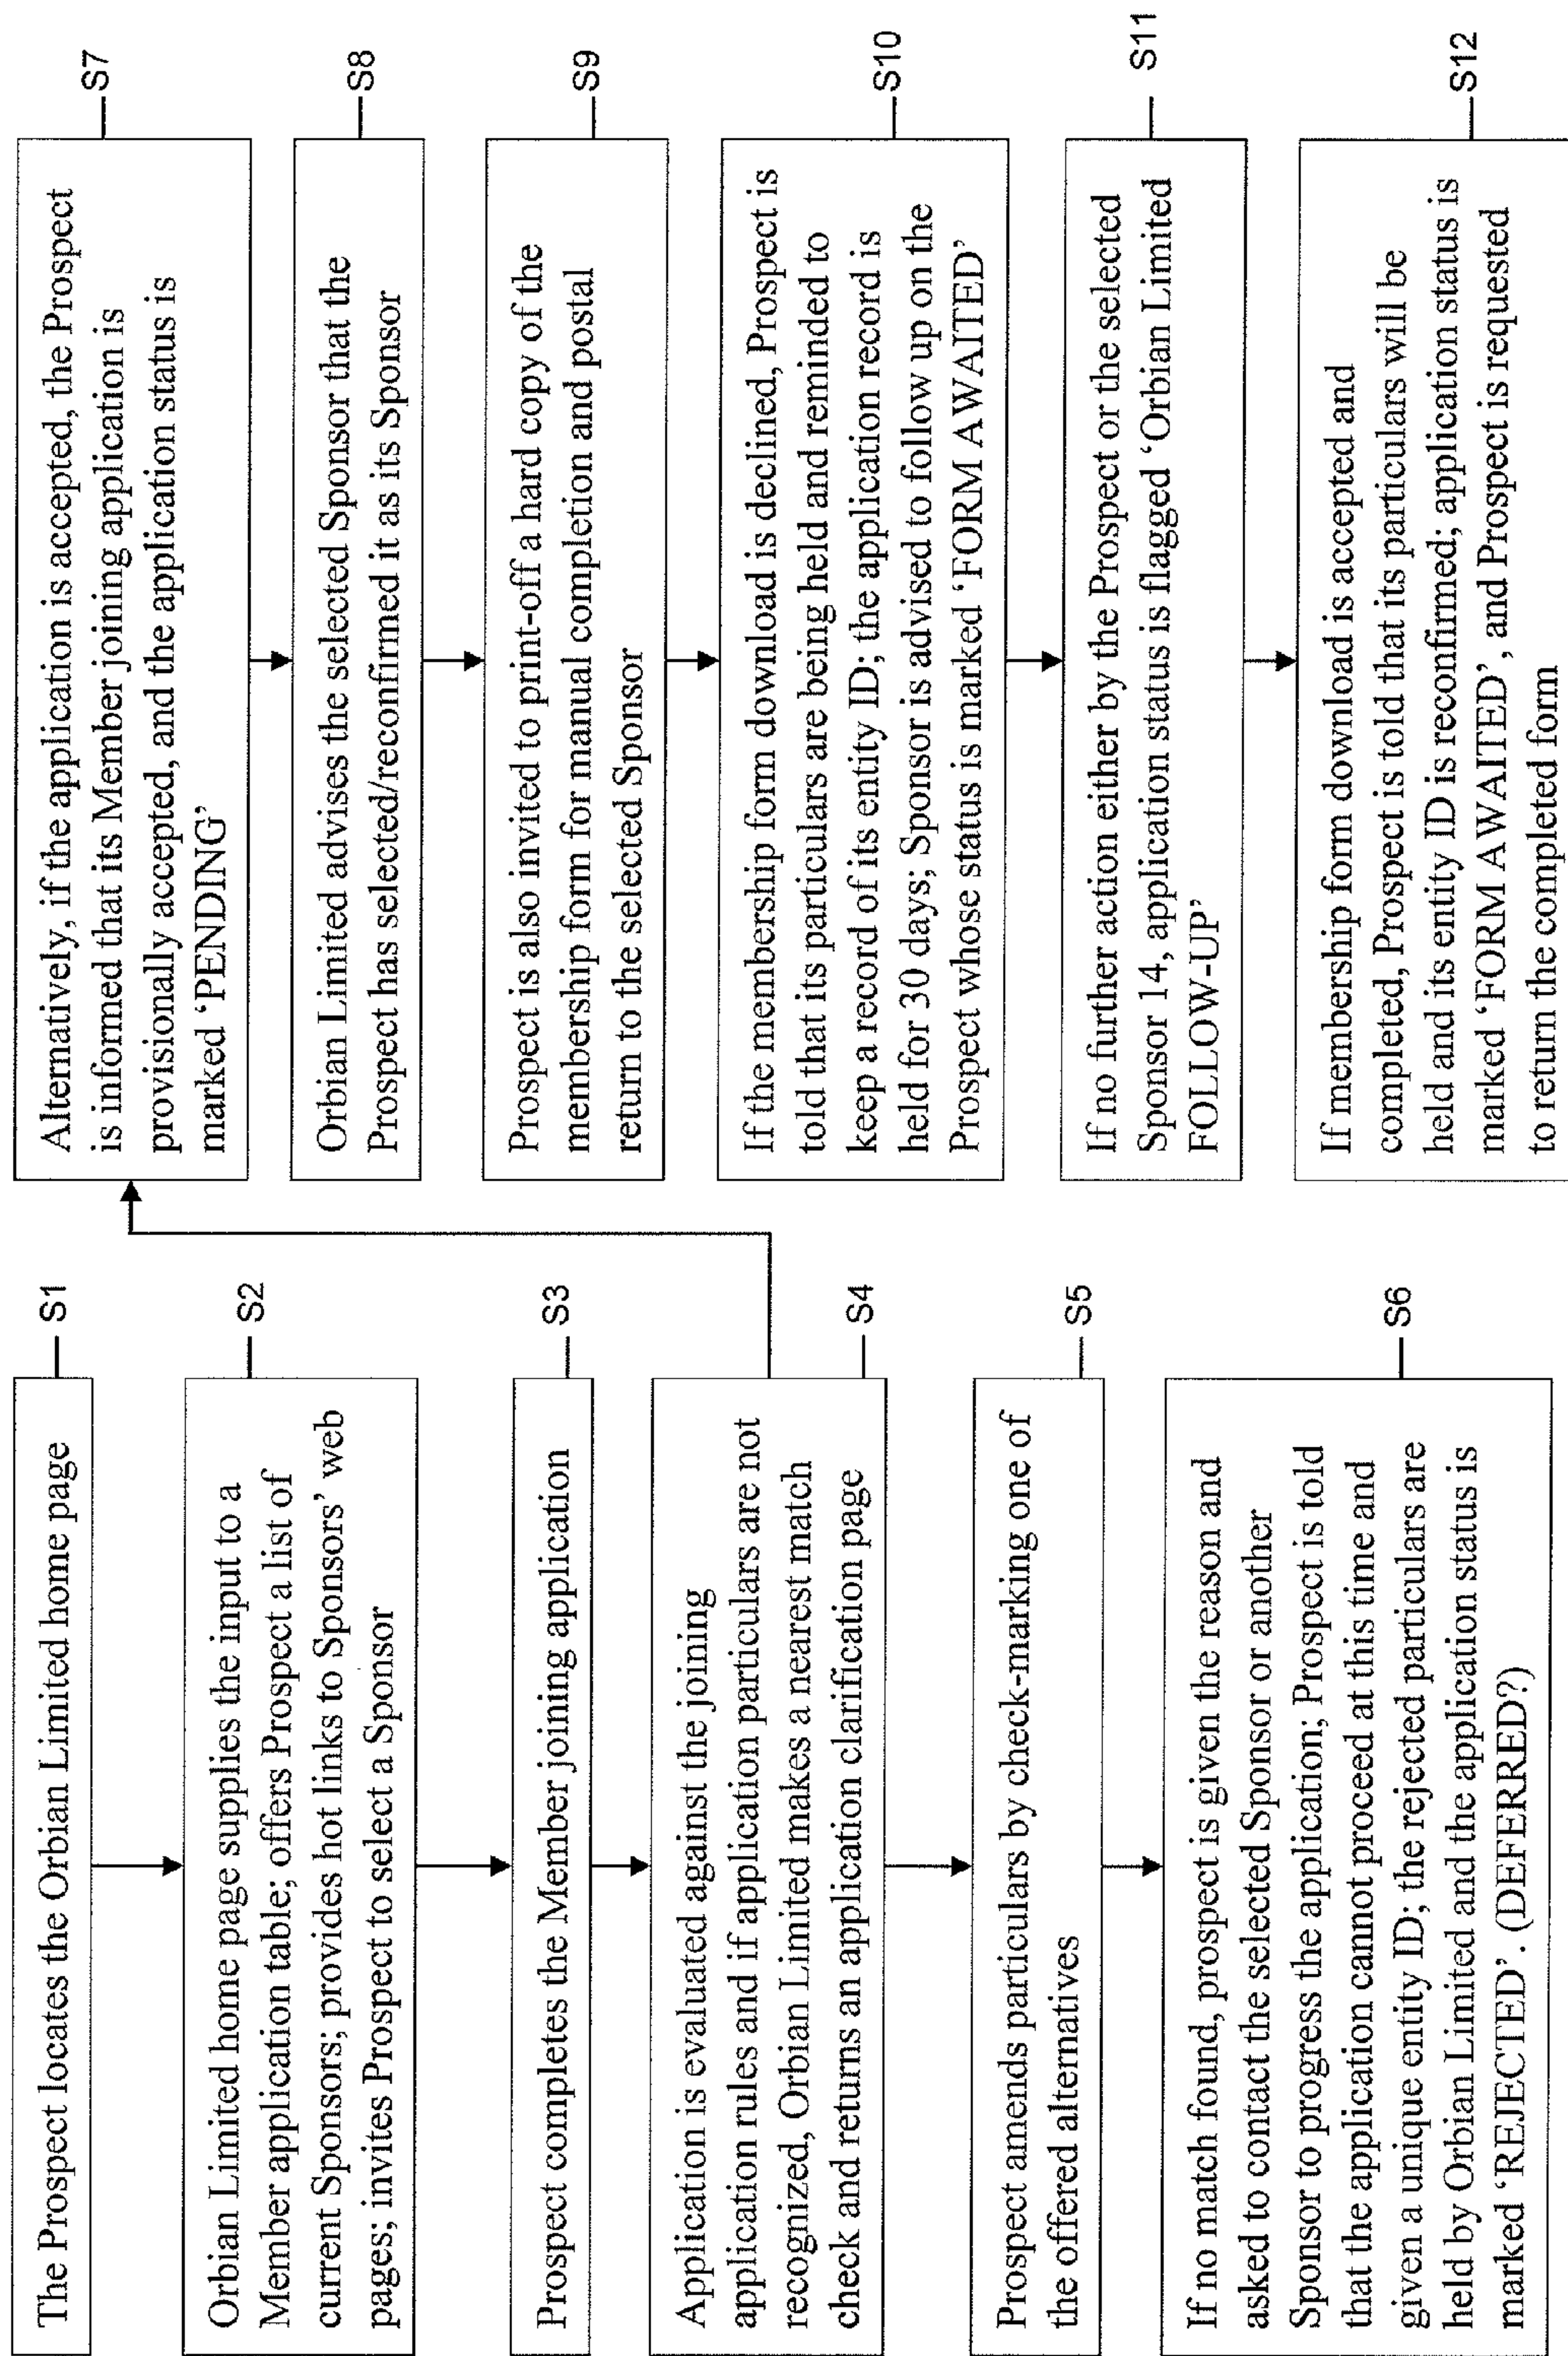 The Prospect locates the Orbian Limited home page
S1
Orbian Limited home page supplies the input to a
Member application table; offers Prospect a list of
current Sponsors; provides hot links to Sponsors' web
pages; invites Prospect to select a Sponsor
S2
Prospect completes the Member joining application
S3
Application is evaluated against the joining
application rules and if application particulars are not
recognized, Orbian Limited makes a nearest match
check and returns an application clarification page
S4
Prospect amends particulars by check-marking one of
the offered alternatives
S5
If no match found, prospect is given the reason and
asked to contact the selected Sponsor or another
Sponsor to progress the application; Prospect is told
that the application cannot proceed at this time and
given a unique entity ID; the rejected particulars are
held by Orbian Limited and the application status is
marked 'REJECTED'. (DEFERRED?)
S6
Alternatively, if the application is accepted, the Prospect
is informed that its Member joining application is
provisionally accepted, and the application status is
marked 'PENDING'
S7
Orbian Limited advises the selected Sponsor that the
Prospect has selected/reconfirmed it as its Sponsor
S8
Prospect is also invited to print-off a hard copy of the
membership form for manual completion and postal
return to the selected Sponsor
S9
If the membership form download is declined, Prospect is
told that its particulars are being held and reminded to
keep a record of its entity ID; the application record is
held for 30 days; Sponsor is advised to follow up on the
Prospect whose status is marked 'FORM AWAITED'
S10
If no further action either by the Prospect or the selected
Sponsor 14, application status is flagged 'Orbian Limited
FOLLOW-UP'
S11
If membership form download is accepted and
completed, Prospect is told that its particulars will be
held and its entity ID is reconfirmed; application status is
marked 'FORM AWAITED', and Prospect is requested
to return the completed form
S12